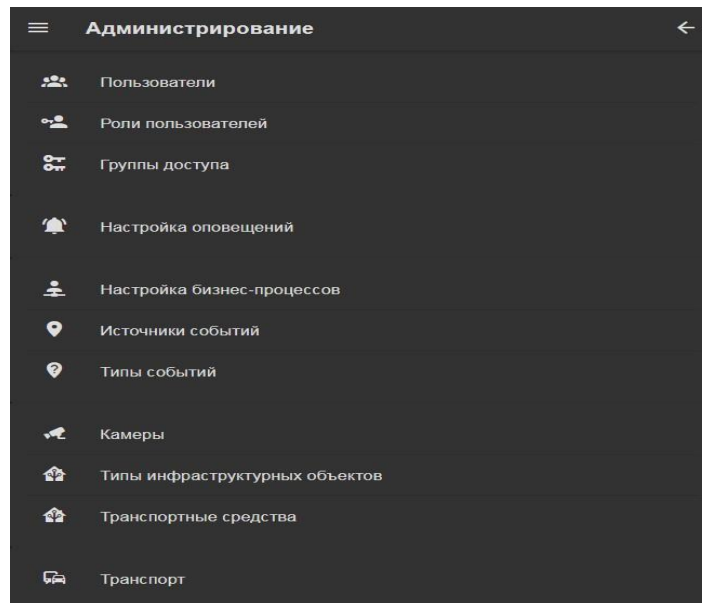 Администрирование
Пользователи
Роли пользователей
Группы доступа
Настройка оповещений
Настройка бизнес-процессов
Источники событий
Типы событий
Камеры
Типы инфраструктурных объектов
Транспортные средства
Транспорт